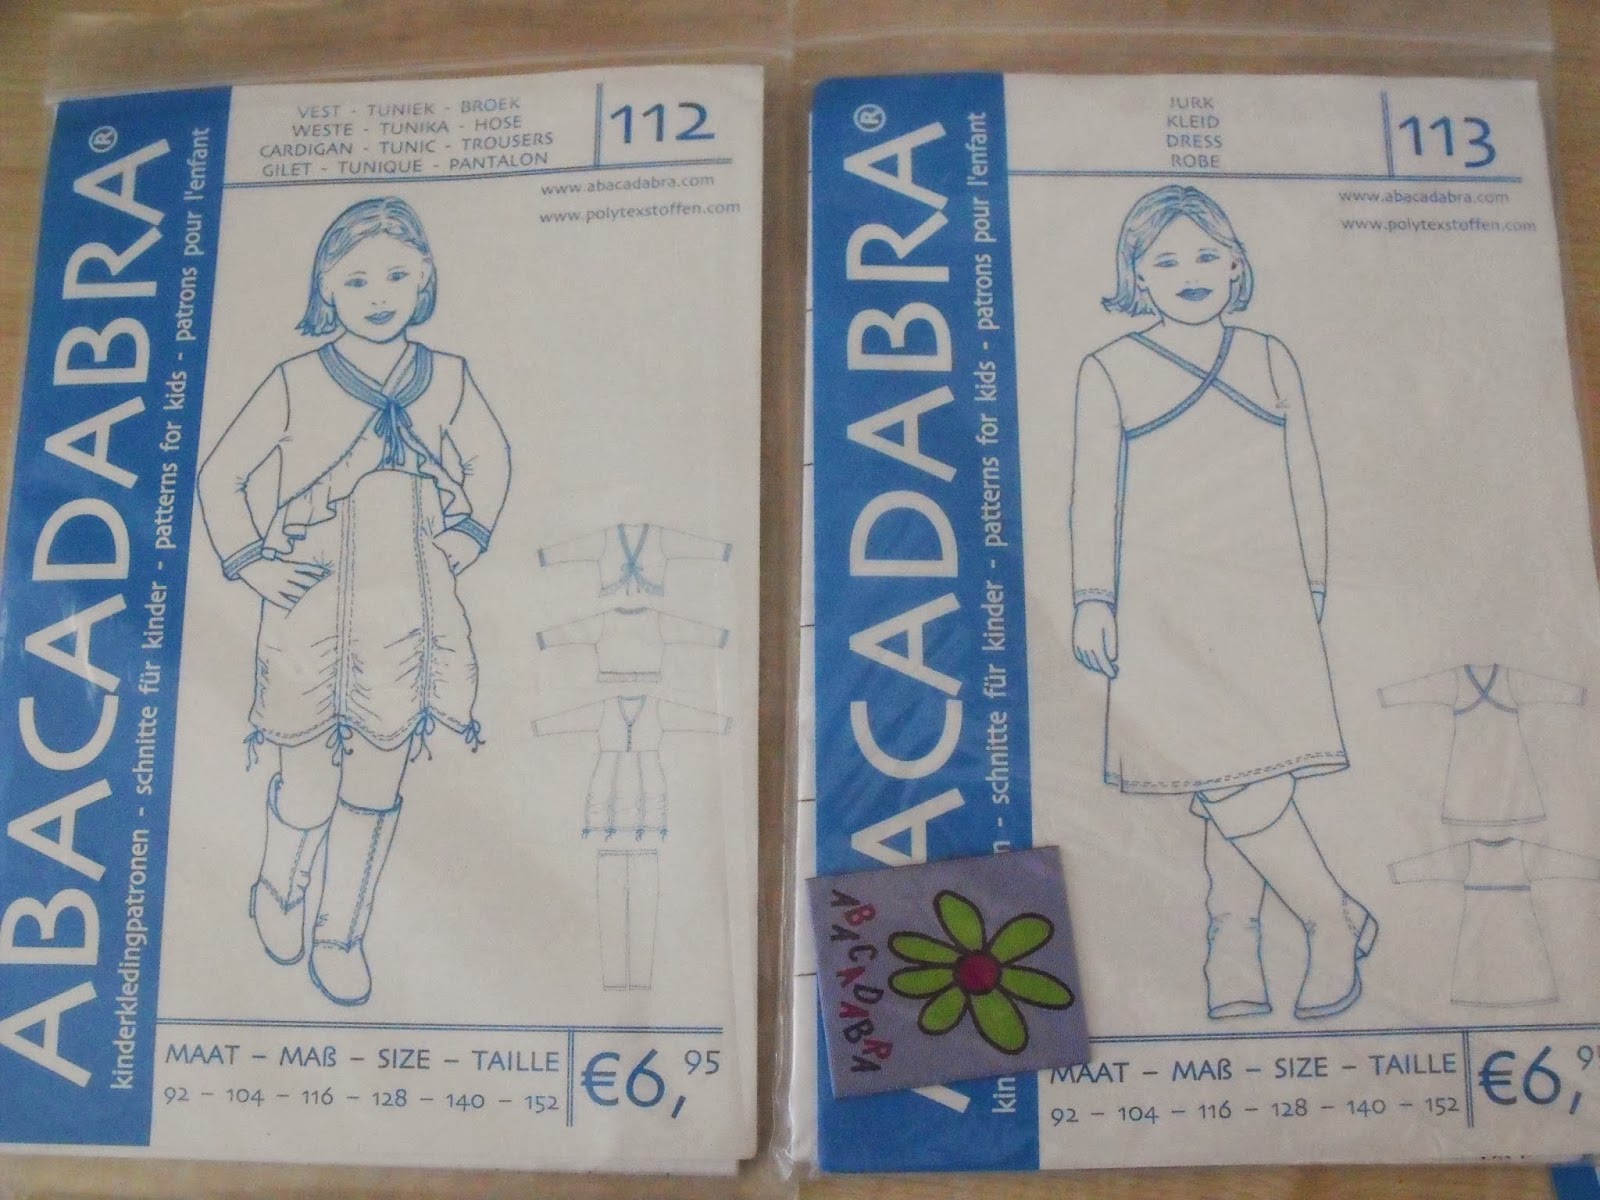 ABACADABRA®
kinderkledingpatronen - schnitte für kinder - patterns for kids - patrons pour l'enfant
VEST - TUNIEK - BROEK
WESTE - TUNIKA - HOSE
CARDIGAN - TUNIC - TROUSERS
GILET - TUNIQUE - PANTALON
112
www.abacadabra.com
www.polytexstoffen.com
MAAT – MAß – SIZE – TAILLE
92 – 104 – 116 – 128 – 140 – 152
€6,95
ACADABRA®
schnitte für kinder - patterns for kids - patrons pour l'enfant
JURK
KLEID
DRESS
ROBE
113
www.abacadabra.com
www.polytexstoffen.com
ABACADABRA
MAAT – MAß – SIZE – TAILLE
92 – 104 – 116 – 128 – 140 – 152
€6,9